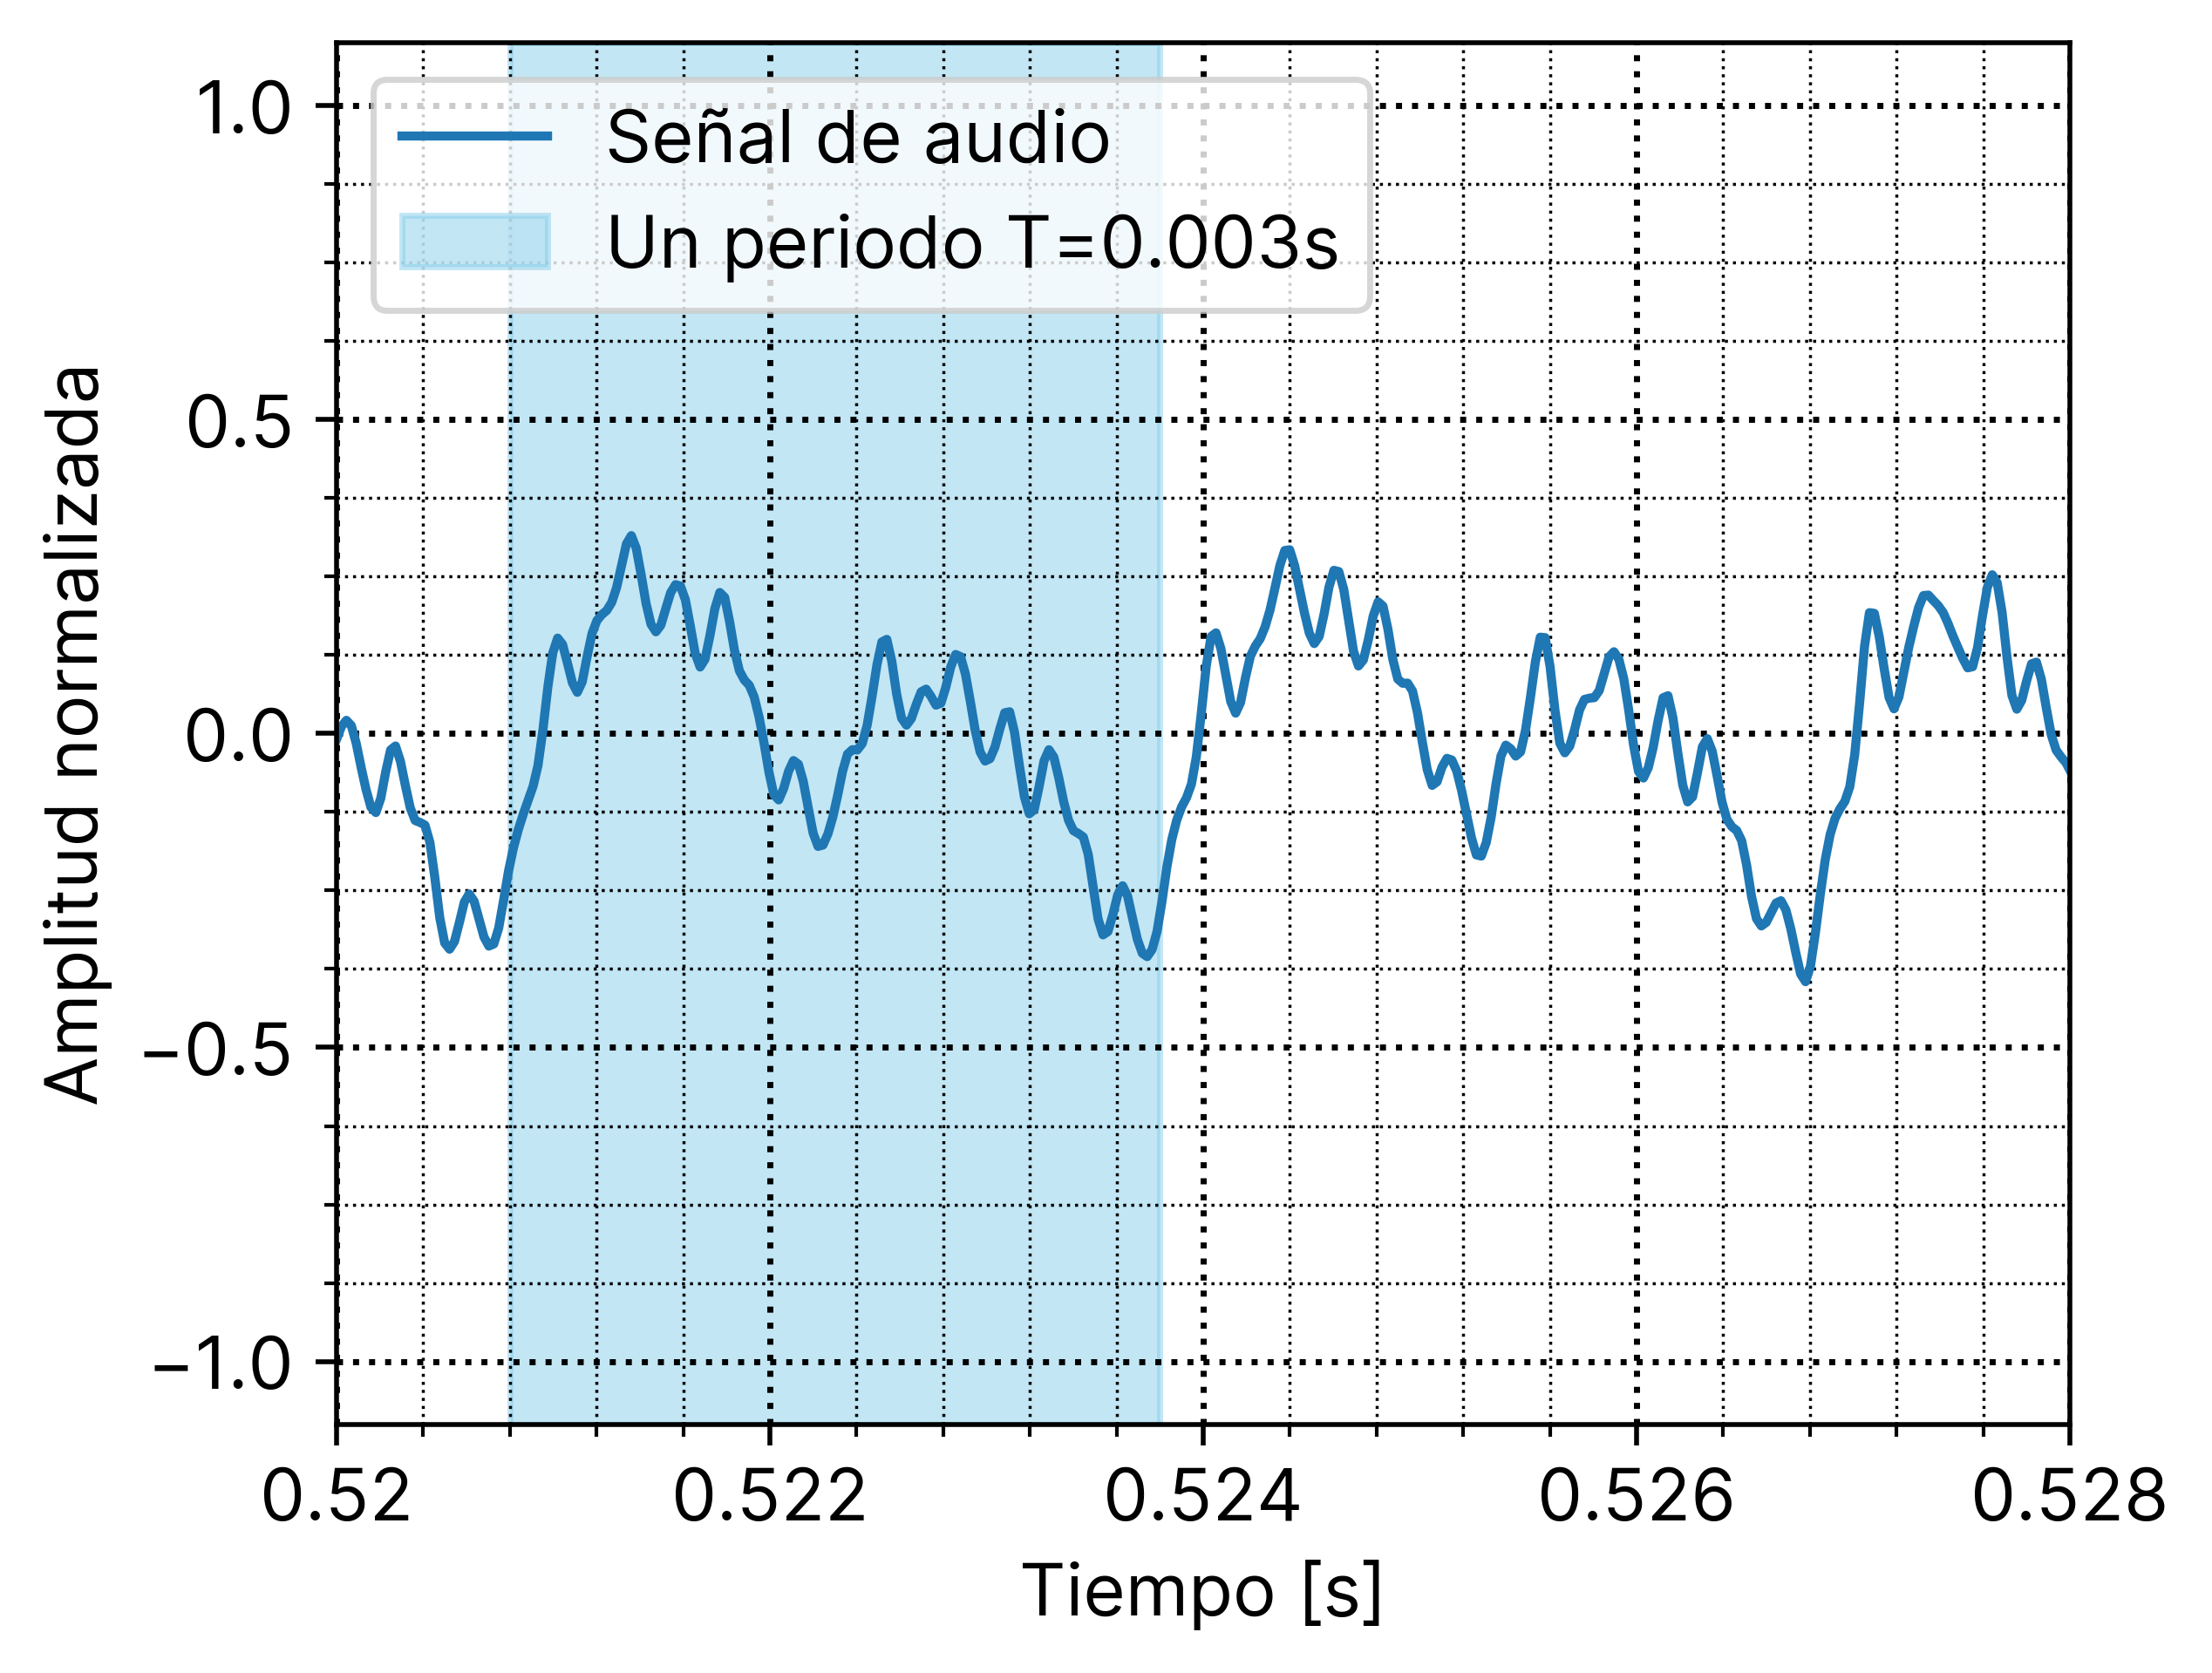 Señal de audio
Un periodo T=0.003s
Amplitud normalizada
1.0
0.5
0.0
−0.5
−1.0
0.52 0.522 0.524 0.526 0.528
Tiempo [s]